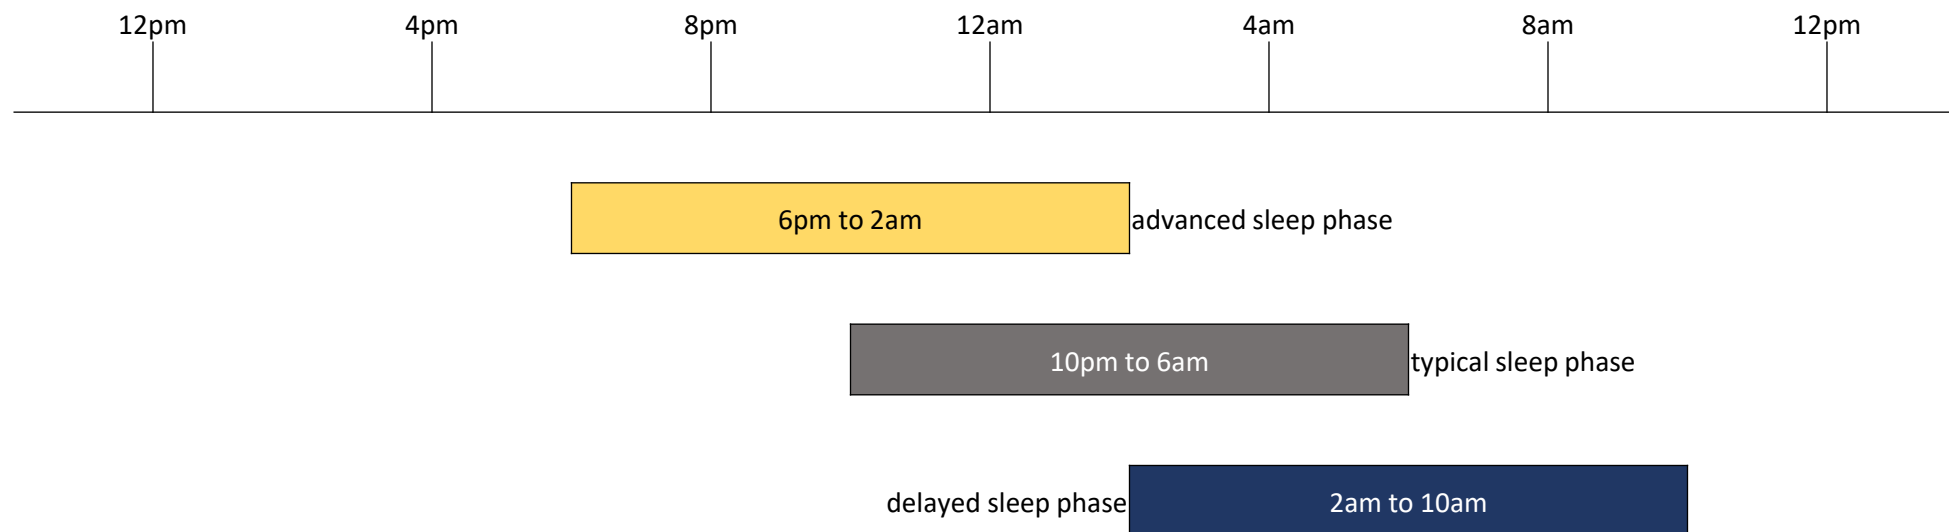 12pm 4pm 8pm 12am 4am 8am 12pm
6pm to 2am advanced sleep phase
10pm to 6am typical sleep phase
delayed sleep phase 2am to 10am